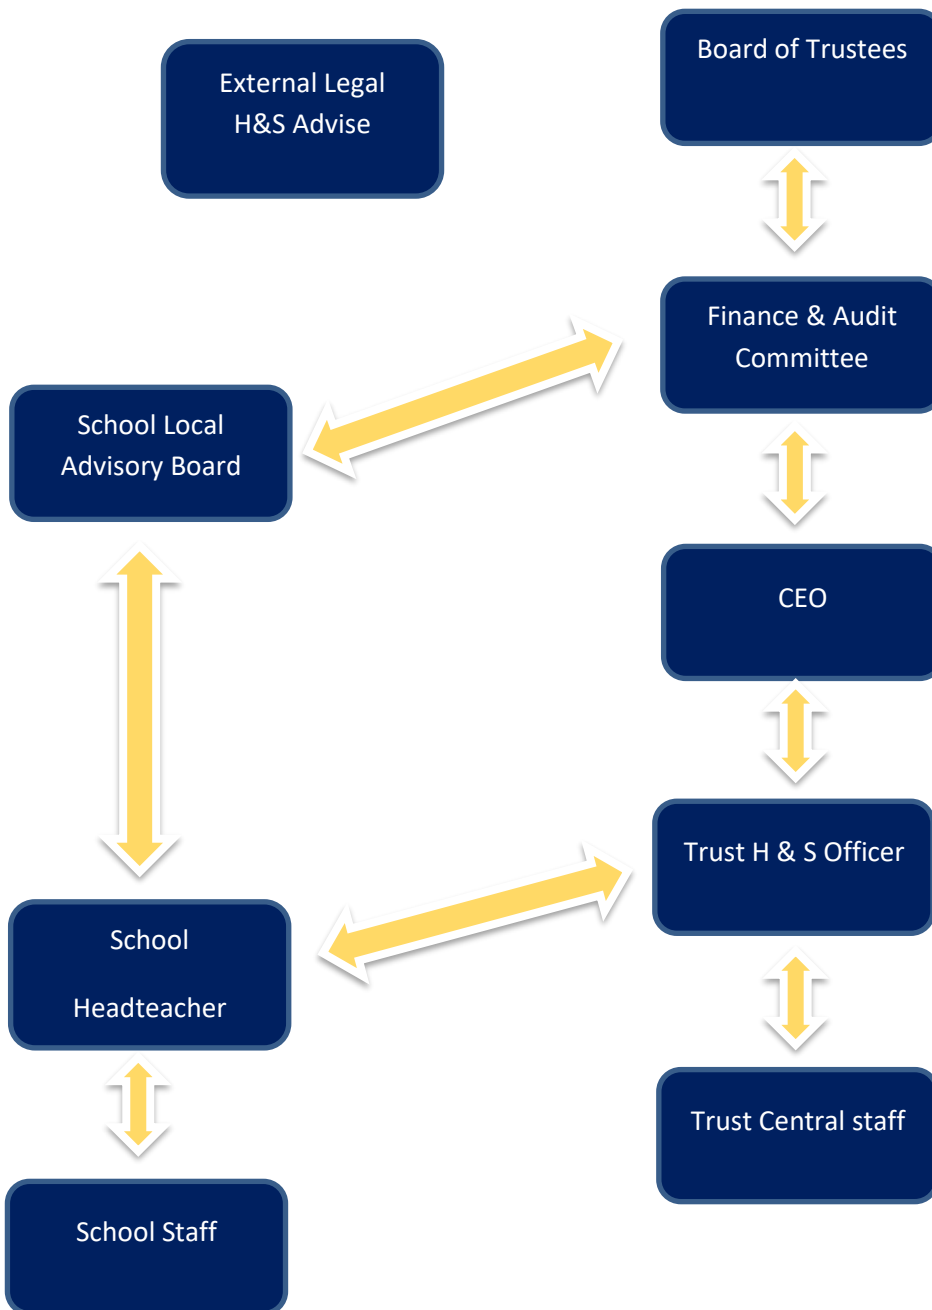 External Legal
H&S Advise
Board of Trustees
Finance & Audit
Committee
School Local
Advisory Board
CEO
Trust H & S Officer
School
Headteacher
Trust Central staff
School Staff